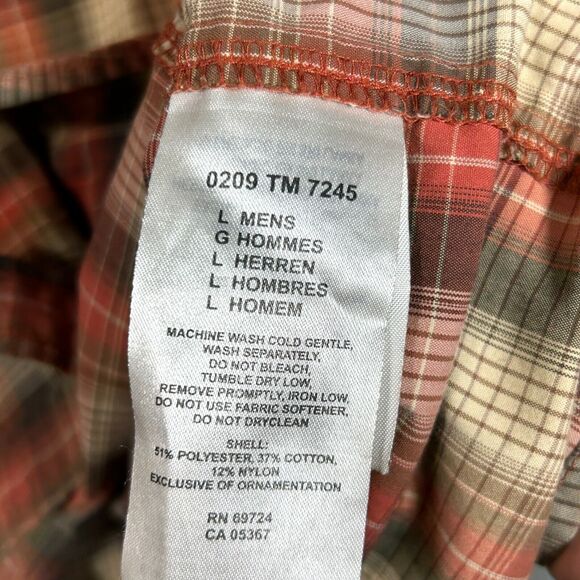 0209 TM 7245
L MENS
G HOMMES
L HERREN
L HOMBRES
L HOMEM
MACHINE WASH COLD GENTLE,
WASH SEPARATELY,
DO NOT BLEACH,
TUMBLE DRY LOW,
REMOVE PROMPTLY, IRON LOW,
DO NOT USE FABRIC SOFTENER,
DO NOT DRYCLEAN
SHELL:
51% POLYESTER, 37% COTTON,
12% NYLON
EXCLUSIVE OF ORNAMENTATION
RN 69724
CA 05367